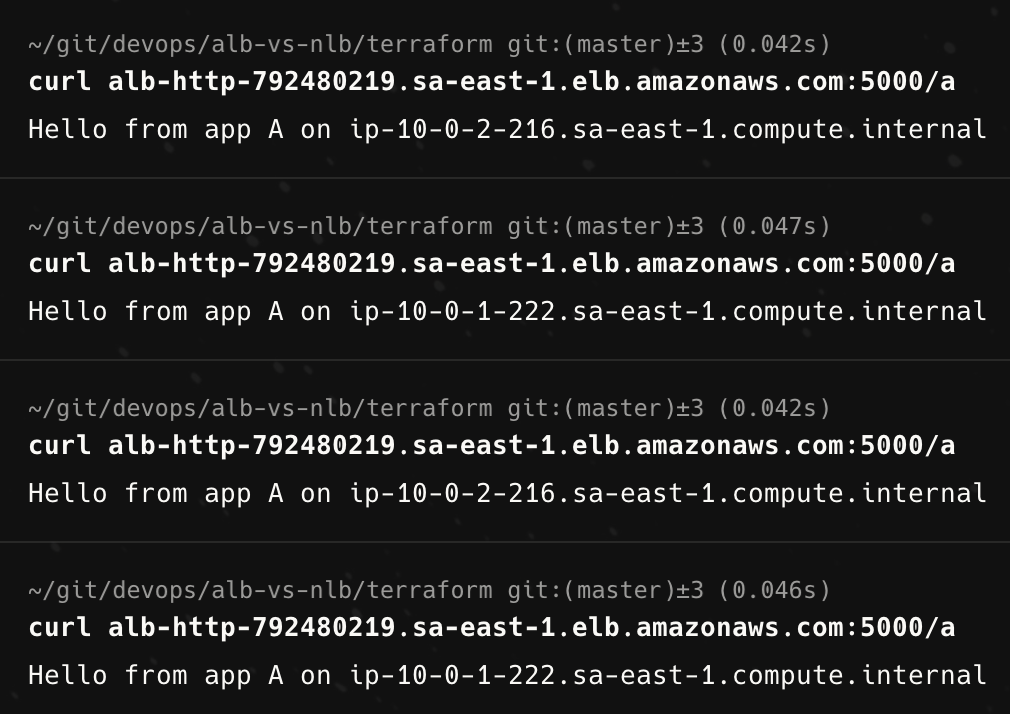 ~/git/devops/alb-vs-nlb/terraform git:(master)±3 (0.042s)
curl alb-http-792480219.sa-east-1.elb.amazonaws.com:5000/a
Hello from app A on ip-10-0-2-216.sa-east-1.compute.internal
~/git/devops/alb-vs-nlb/terraform git:(master)±3 (0.047s)
curl alb-http-792480219.sa-east-1.elb.amazonaws.com:5000/a
Hello from app A on ip-10-0-1-222.sa-east-1.compute.internal
~/git/devops/alb-vs-nlb/terraform git:(master)±3 (0.042s)
curl alb-http-792480219.sa-east-1.elb.amazonaws.com:5000/a
Hello from app A on ip-10-0-2-216.sa-east-1.compute.internal
~/git/devops/alb-vs-nlb/terraform git:(master)±3 (0.046s)
curl alb-http-792480219.sa-east-1.elb.amazonaws.com:5000/a
Hello from app A on ip-10-0-1-222.sa-east-1.compute.internal